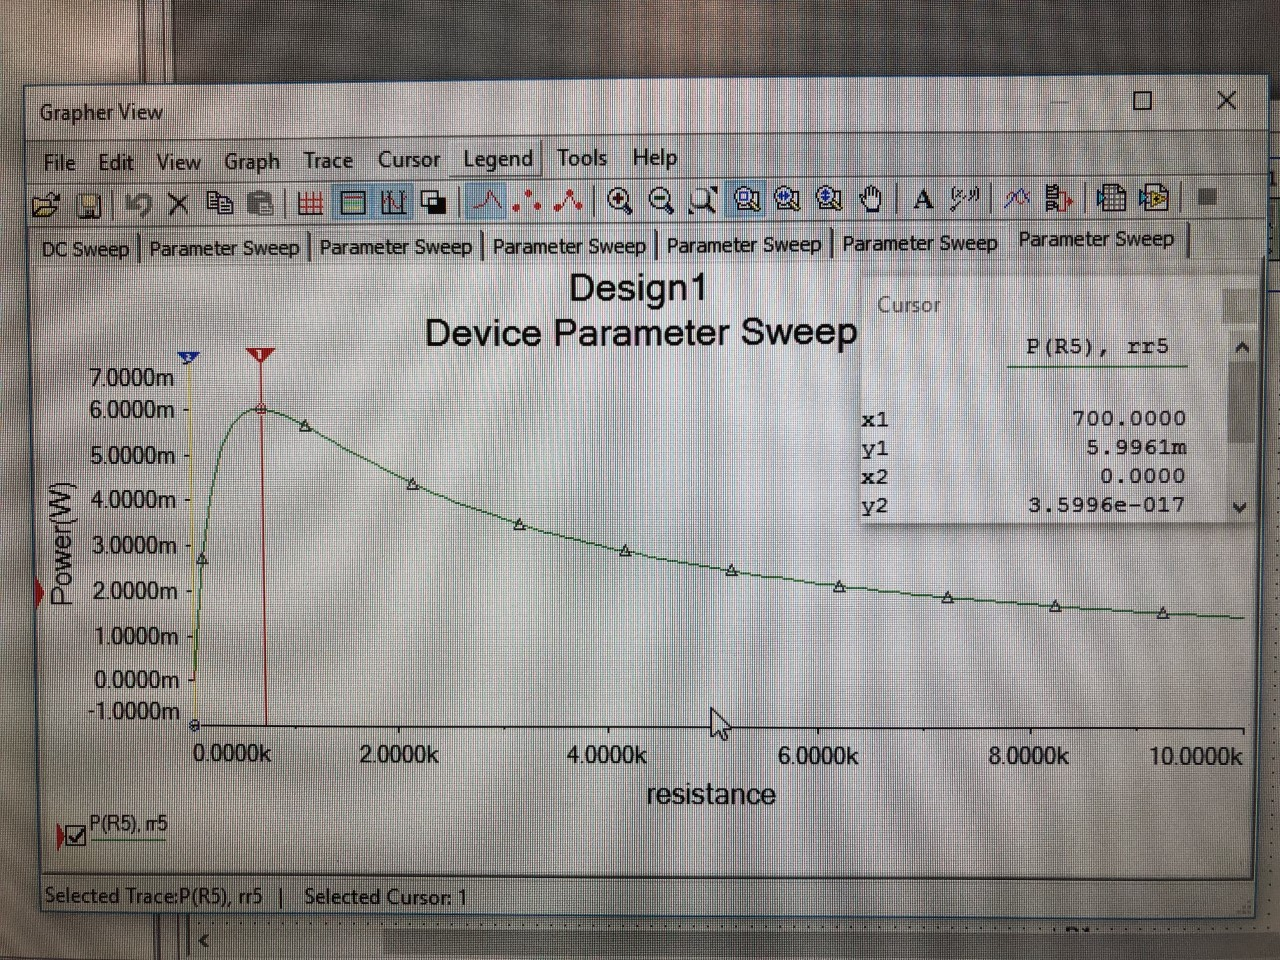 Grapher View
File Edit View Graph Trace Cursor Legend Tools Help
A (x,y)
DC Sweep Parameter Sweep Parameter Sweep Parameter Sweep Parameter Sweep Parameter Sweep Parameter Sweep
Design1
Device Parameter Sweep
Cursor
P(R5), rr5
x1 700.0000
y1 5.9961m
x2 0.0000
y2 3.5996e-017
2 1
7.0000m
6.0000m
5.0000m
4.0000m
3.0000m
2.0000m
1.0000m
0.0000m
-1.0000m
Power(W)
0.0000k 2.0000k 4.0000k 6.0000k 8.0000k 10.0000k
resistance
P(R5), rr5
Selected Trace:P(R5), rr5 | Selected Cursor: 1